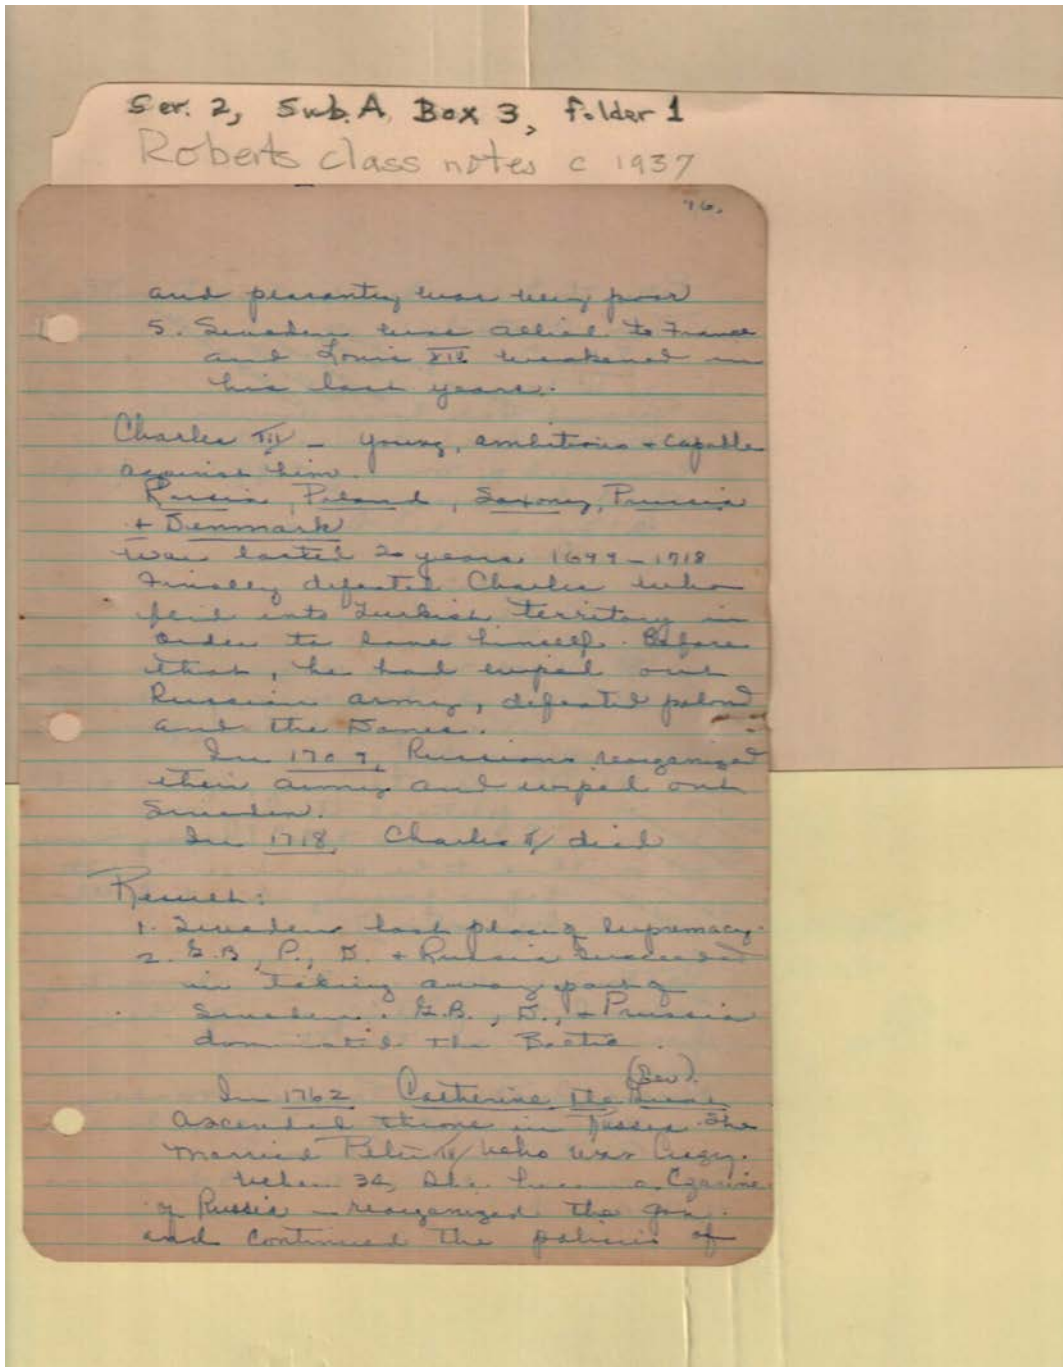 Ser. 2, Sub. A, Box 3, folder 1
Roberts class notes c 1937
76.
and peasantry was very poor
5. Sweden was allied to France
and Louis XIV weakened in
his last years.
Charles XII – young, ambitious + capable
against him.
Russia, Poland, Saxony, Prussia
+ Denmark
War lasted 20 years 1699–1718
Finally defeated Charles who
fled into Turkish territory in
order to save himself. Before
that, he had wiped out
Russian army, defeated poland
and the Danes.
In 1709, Russians reorganized
their army and wiped out
Sweden.
In 1718, Charles died
Result:
1. Sweden lost place of supremacy.
2. G.B, P., D. + Russia succeeded
in taking away part of
Sweden. G.B., D., + Prussia
dominated the Baltic.
(Ger).
In 1762 Catherine the
ascended throne in Russia. She
married Peter who was crazy.
When 34, she became Czarine
of Russia – reorganized the gov.
and continued the policies of